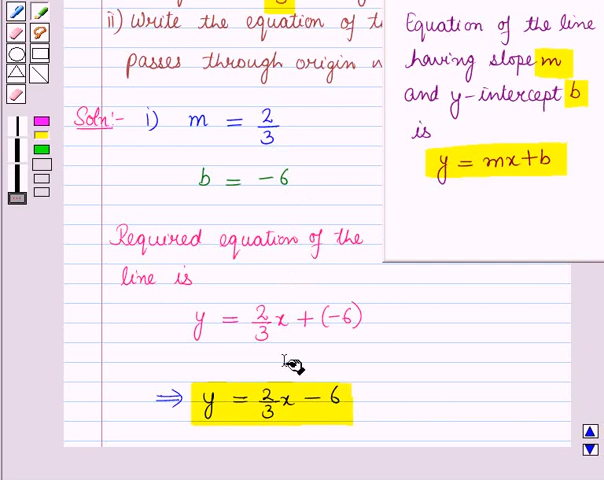 ii) Write the equation of
passes through origin
Soln:- i) m = 2/3
b = -6
Required equation of the
line is
y = 2/3 x + (-6)
⇒ y = 2/3 x - 6
Equation of the line
having slope m
and y-intercept b
is
y = mx+b